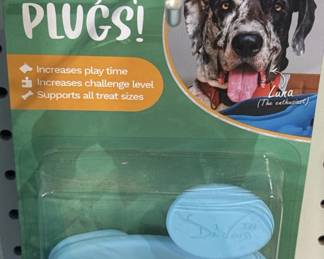 PLUGS!
Increases play time
Increases challenge level
Supports all treat sizes
Luna
(The enthusiast)